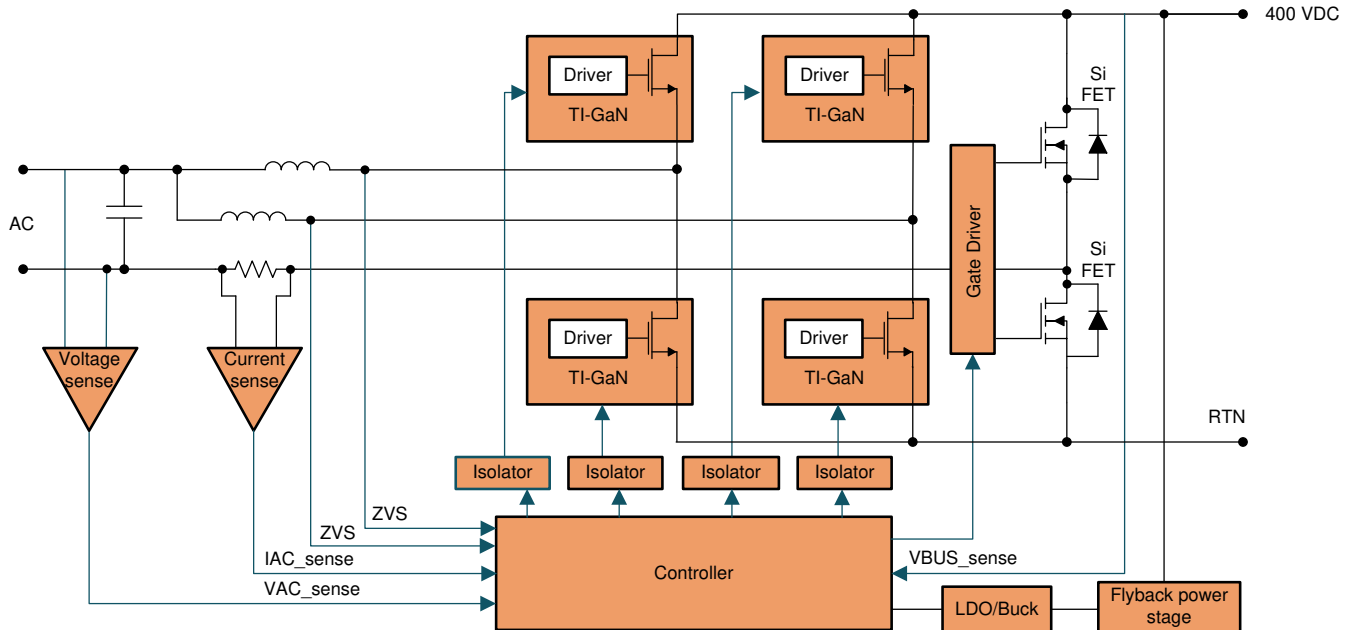 400 VDC
Driver
TI-GaN
Driver
TI-GaN
Si
FET
AC
Gate Driver
Si
FET
Driver
TI-GaN
Driver
TI-GaN
Voltage
sense
Current
sense
RTN
Isolator
Isolator
Isolator
Isolator
ZVS
ZVS
IAC_sense
VAC_sense
Controller
VBUS_sense
LDO/Buck
Flyback power
stage